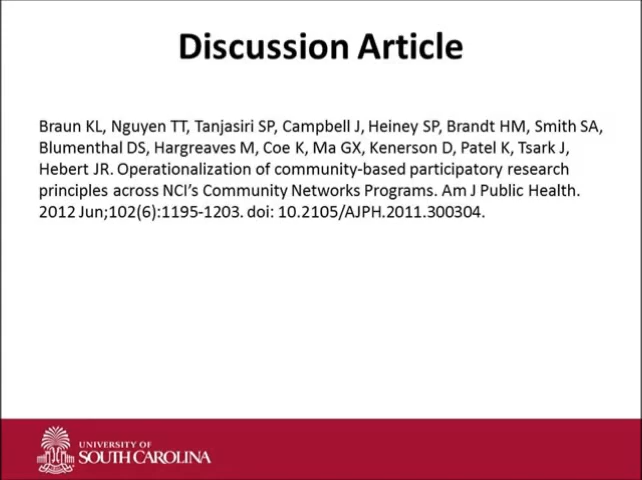 Discussion Article
Braun KL, Nguyen TT, Tanjasiri SP, Campbell J, Heiney SP, Brandt HM, Smith SA,
Blumenthal DS, Hargreaves M, Coe K, Ma GX, Kenerson D, Patel K, Tsark J,
Hebert JR. Operationalization of community-based participatory research
principles across NCI's Community Networks Programs. Am J Public Health.
2012 Jun;102(6):1195-1203. doi: 10.2105/AJPH.2011.300304.
UNIVERSITY OF
SOUTH CAROLINA